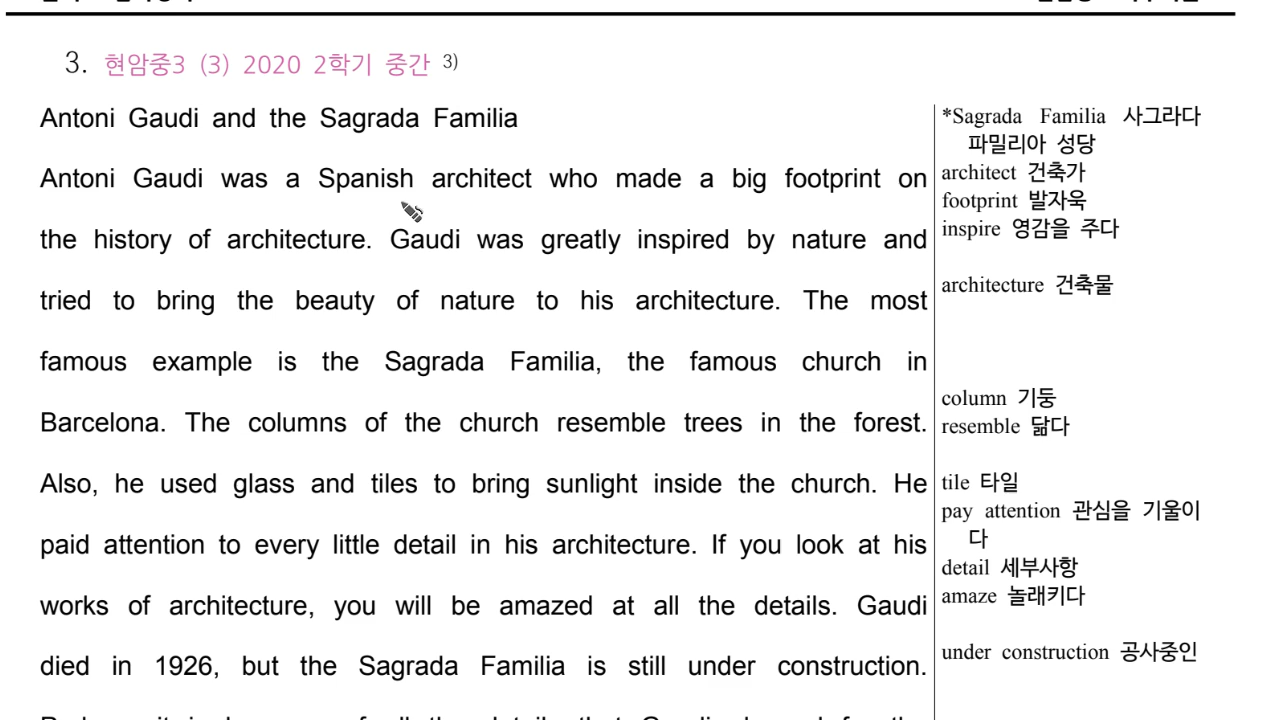 3. 현암중3 (3) 2020 2학기 중간 3)
Antoni Gaudi and the Sagrada Familia
Antoni Gaudi was a Spanish architect who made a big footprint on
the history of architecture. Gaudi was greatly inspired by nature and
tried to bring the beauty of nature to his architecture. The most
famous example is the Sagrada Familia, the famous church in
Barcelona. The columns of the church resemble trees in the forest.
Also, he used glass and tiles to bring sunlight inside the church. He
paid attention to every little detail in his architecture. If you look at his
works of architecture, you will be amazed at all the details. Gaudi
died in 1926, but the Sagrada Familia is still under construction.
*Sagrada Familia 사그라다
파밀리아 성당
architect 건축가
footprint 발자욱
inspire 영감을 주다
architecture 건축물
column 기둥
resemble 닮다
tile 타일
pay attention 관심을 기울이
다
detail 세부사항
amaze 놀래키다
under construction 공사중인